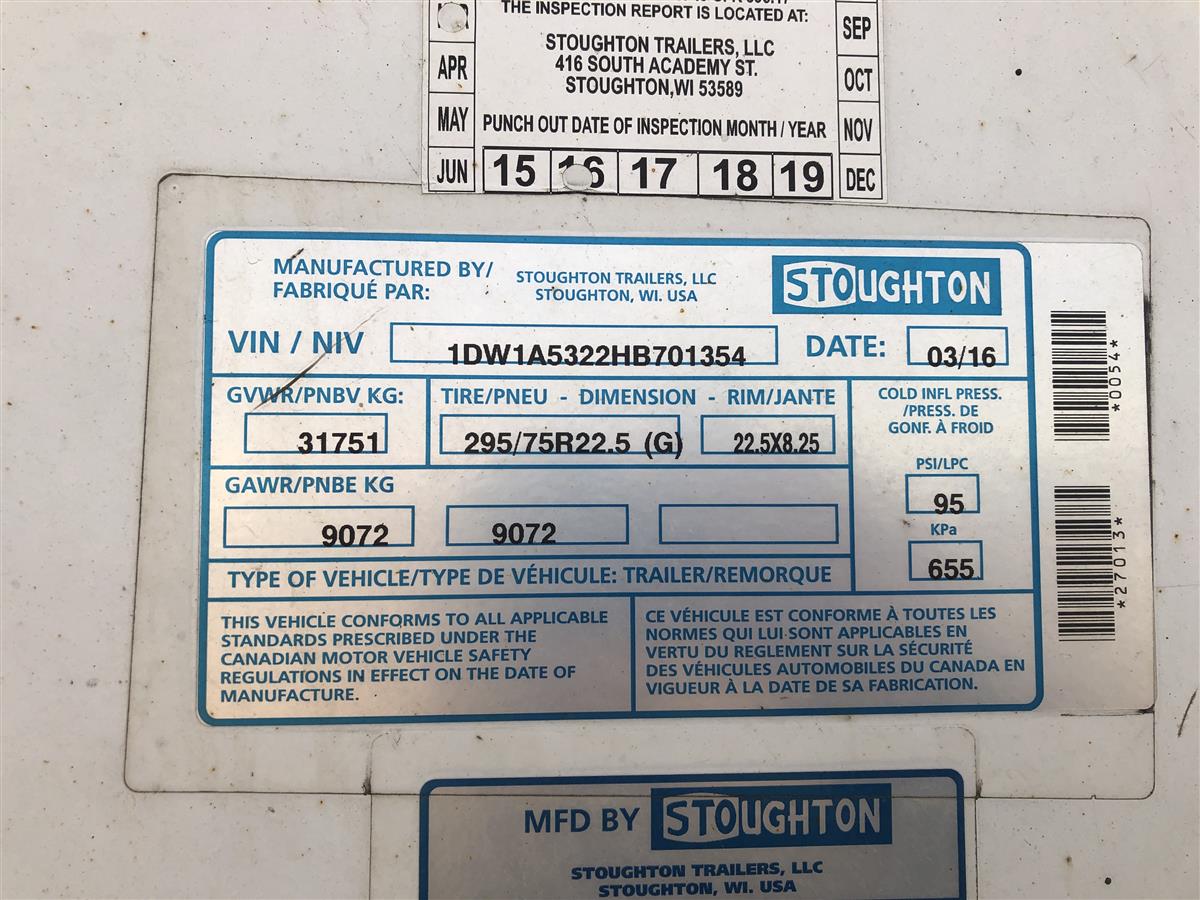 THE INSPECTION REPORT IS LOCATED AT:
STOUGHTON TRAILERS, LLC
416 SOUTH ACADEMY ST.
STOUGHTON, WI 53589
PUNCH OUT DATE OF INSPECTION MONTH / YEAR
APR
MAY
JUN
15 16 17 18 19
SEP
OCT
NOV
DEC
MANUFACTURED BY/
FABRIQUÉ PAR:
STOUGHTON TRAILERS, LLC
STOUGHTON, WI. USA
STOUGHTON
VIN / NIV 1DW1A5322HB701354 DATE: 03/16
GVWR/PNBV KG:
31751
TIRE/PNEU - DIMENSION - RIM/JANTE
295/75R22.5 (G) 22.5X8.25
COLD INFL PRESS.
/PRESS. DE
GONF. À FROID
PSI/LPC
95
KPa
655
GAWR/PNBE KG
9072 9072
TYPE OF VEHICLE/TYPE DE VÉHICULE: TRAILER/REMORQUE
THIS VEHICLE CONFORMS TO ALL APPLICABLE
STANDARDS PRESCRIBED UNDER THE
CANADIAN MOTOR VEHICLE SAFETY
REGULATIONS IN EFFECT ON THE DATE OF
MANUFACTURE.
CE VÉHICULE EST CONFORME À TOUTES LES
NORMES QUI LUI SONT APPLICABLES EN
VERTU DU REGLEMENT SUR LA SÉCURITÉ
DES VÉHICULES AUTOMOBILES DU CANADA EN
VIGUEUR À LA DATE DE SA FABRICATION.
*0054*
*27013*
MFD BY STOUGHTON
STOUGHTON TRAILERS, LLC
STOUGHTON, WI. USA